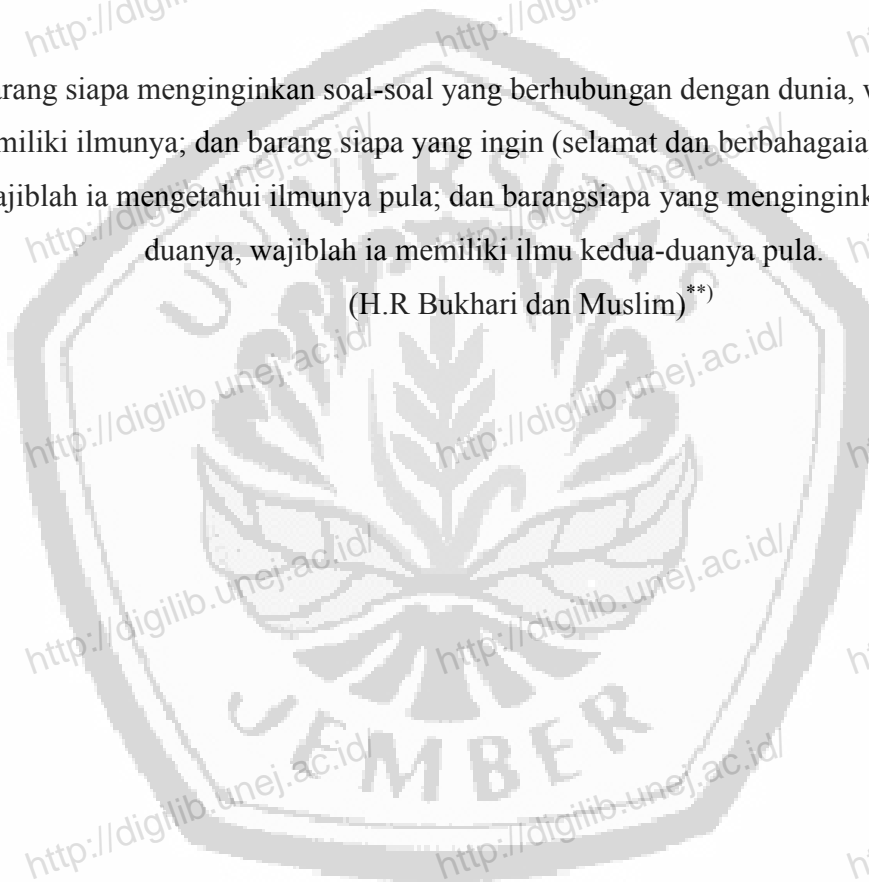 http://digilib.unej.ac.id/ http://digilib.unej.ac.id/
arang siapa menginginkan soal-soal yang berhubungan dengan dunia, w
miliki ilmunya; dan barang siapa yang ingin (selamat dan berbahagaia
ajiblah ia mengetahui ilmunya pula; dan barangsiapa yang mengingink
duanya, wajiblah ia memiliki ilmu kedua-duanya pula.
(H.R Bukhari dan Muslim)**)
UNIVERSITAS
http://digilib.unej.ac.id/ http://digilib.unej.ac.id/
http://digilib.unej.ac.id/ http://digilib.unej.ac.id/
http://digilib.unej.ac.id/ http://digilib.unej.ac.id/
JEMBER
http://digilib.unej.ac.id/ http://digilib.unej.ac.id/